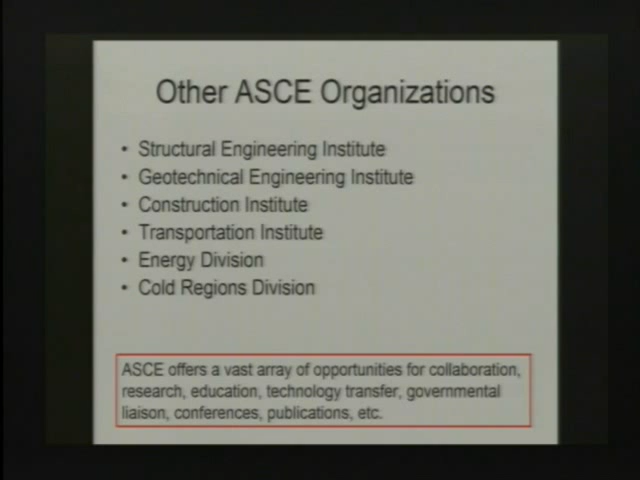 Other ASCE Organizations
• Structural Engineering Institute
• Geotechnical Engineering Institute
• Construction Institute
• Transportation Institute
• Energy Division
• Cold Regions Division
ASCE offers a vast array of opportunities for collaboration,
research, education, technology transfer, governmental
liaison, conferences, publications, etc.